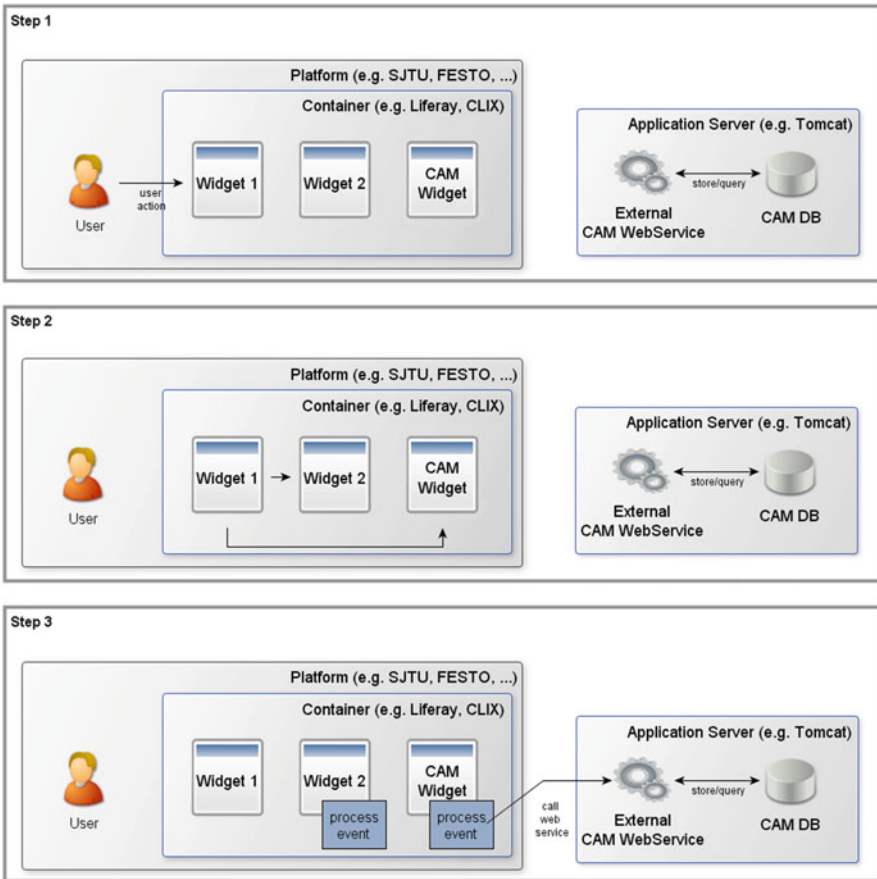 Step 1
Platform (e.g. SJTU, FESTO, ...)
Container (e.g. Liferay, CLIX)
Application Server (e.g. Tomcat)
Widget 1
Widget 2
CAM
Widget
user
action
User
store/query
External
CAM WebService
CAM DB
Step 2
Platform (e.g. SJTU, FESTO, ...)
Container (e.g. Liferay, CLIX)
Application Server (e.g. Tomcat)
Widget 1
Widget 2
CAM
Widget
User
store/query
External
CAM WebService
CAM DB
Step 3
Platform (e.g. SJTU, FESTO, ...)
Container (e.g. Liferay, CLIX)
Application Server (e.g. Tomcat)
Widget 1
Widget 2
CAM
Widget
User
process
event
process
event
call
web
service
store/query
External
CAM WebService
CAM DB